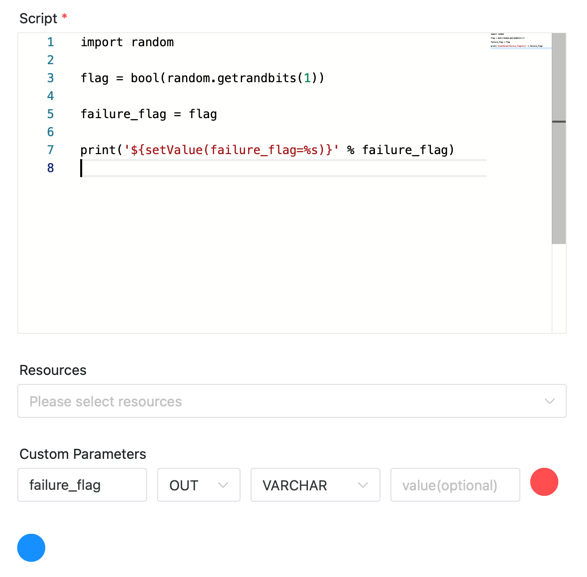 Script *
1 import random
2
3 flag = bool(random.getrandbits(1))
4
5 failure_flag = flag
6
7 print('${setValue(failure_flag=%s)}' % failure_flag)
8
Resources
Please select resources
Custom Parameters
failure_flag OUT VARCHAR value(optional)